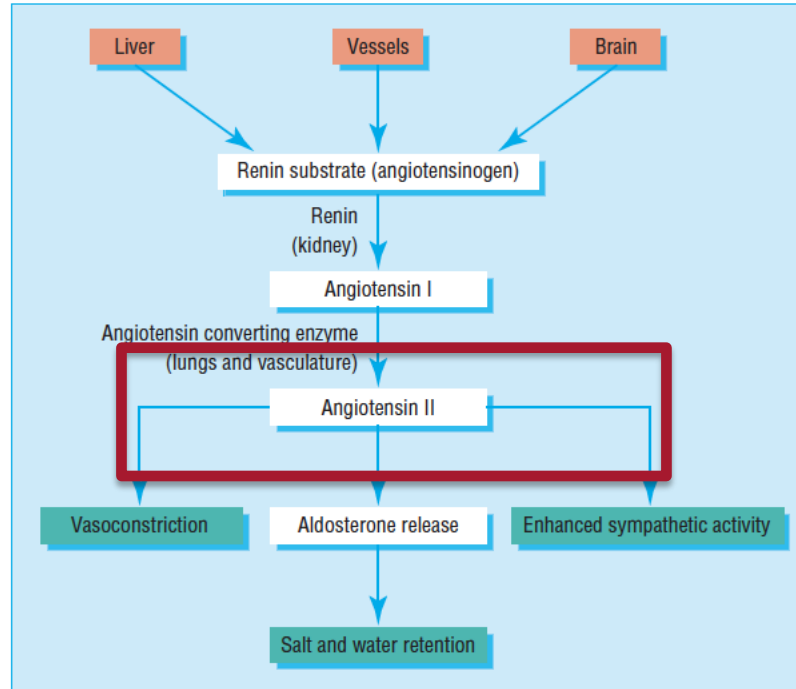 Liver
Vessels
Brain
Renin substrate (angiotensinogen)
Renin
(kidney)
Angiotensin I
Angiotensin converting enzyme
(lungs and vasculature)
Angiotensin II
Vasoconstriction
Aldosterone release
Enhanced sympathetic activity
Salt and water retention